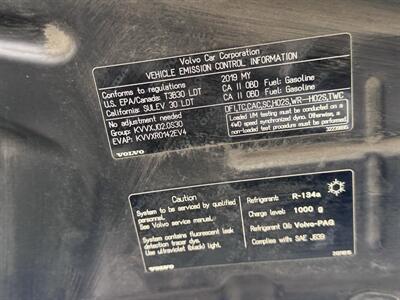 Volvo Car Corporation
VEHICLE EMISSION CONTROL INFORMATION
Conforms to regulations 2019 MY
U.S. EPA/Canada: T3B30 LDT CA II OBD Fuel: Gasoline
California: SULEV 30 LDT CA II OBD Fuel: Gasoline
No adjustment needed
Group: KVVXJ02.0S30
EVAP: KVVXR0142EV4
DFI,TC,CAC,SC,HO2S,WR-HO2S,TWC
Loaded I/M testing must be conducted on a
4WD speed synchronized dyno. Otherwise, a
non-loaded test procedure must be performed.
VOLVO
Caution
System to be serviced by qualified
personnel.
See Volvo service manual.
System contains fluorescent leak
detection tracer dye.
Use ultraviolet (black) light.
VOLVO
Refrigerant: R-134a
Charge level: 1000 g
Refrigerant Oil: Volvo-PAG
Complies with: SAE J639